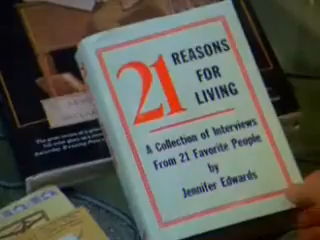 21 REASONS
FOR
LIVING
A Collection of Interviews
From 21 Favorite People
by
Jennifer Edwards